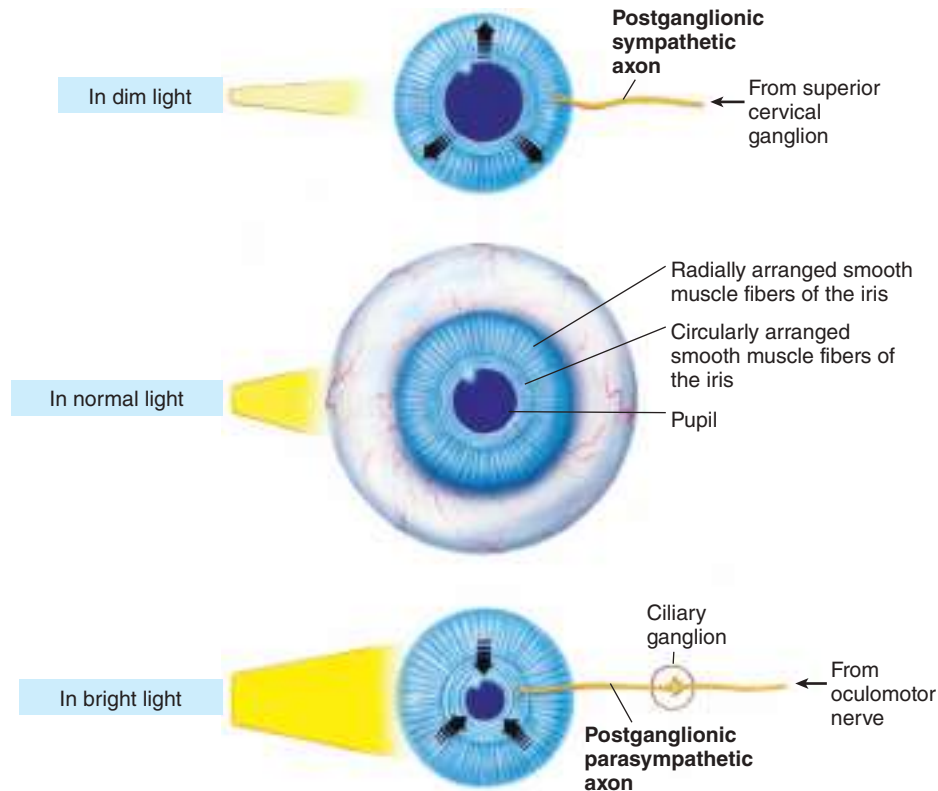 Postganglionic
sympathetic
axon
In dim light
From superior
cervical
ganglion
Radially arranged smooth
muscle fibers of the iris
Circularly arranged
smooth muscle fibers of
the iris
In normal light
Pupil
Ciliary
ganglion
From
oculomotor
nerve
In bright light
Postganglionic
parasympathetic
axon